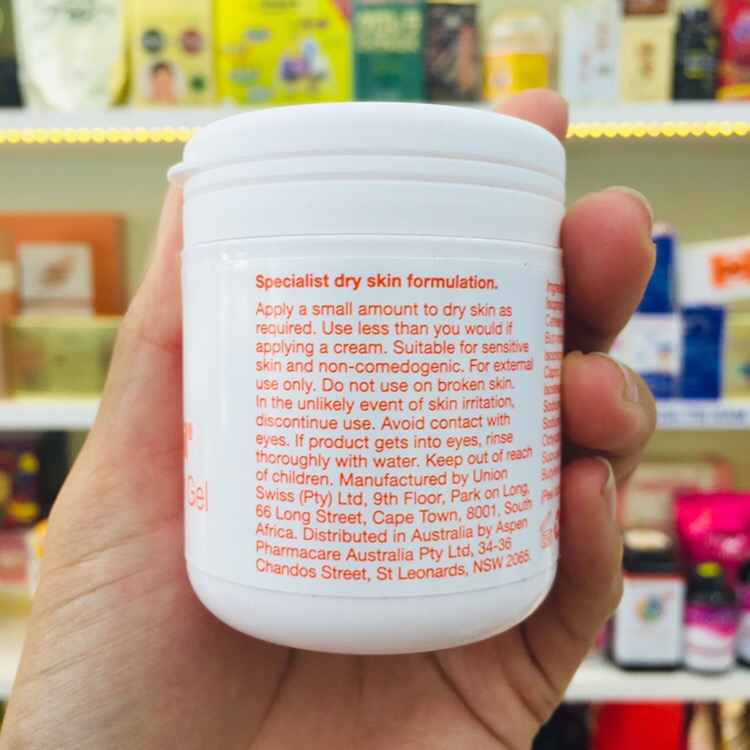 Specialist dry skin formulation.
Apply a small amount to dry skin as
required. Use less than you would if
applying a cream. Suitable for sensitive
skin and non-comedogenic. For external
use only. Do not use on broken skin.
In the unlikely event of skin irritation,
discontinue use. Avoid contact with
eyes. If product gets into eyes, rinse
thoroughly with water. Keep out of reach
of children. Manufactured by Union
Swiss (Pty) Ltd, 9th Floor, Park on Long,
66 Long Street, Cape Town, 8001, South
Africa. Distributed in Australia by Aspen
Pharmacare Australia Pty Ltd, 34-36
Chandos Street, St Leonards, NSW 2065.
Gel